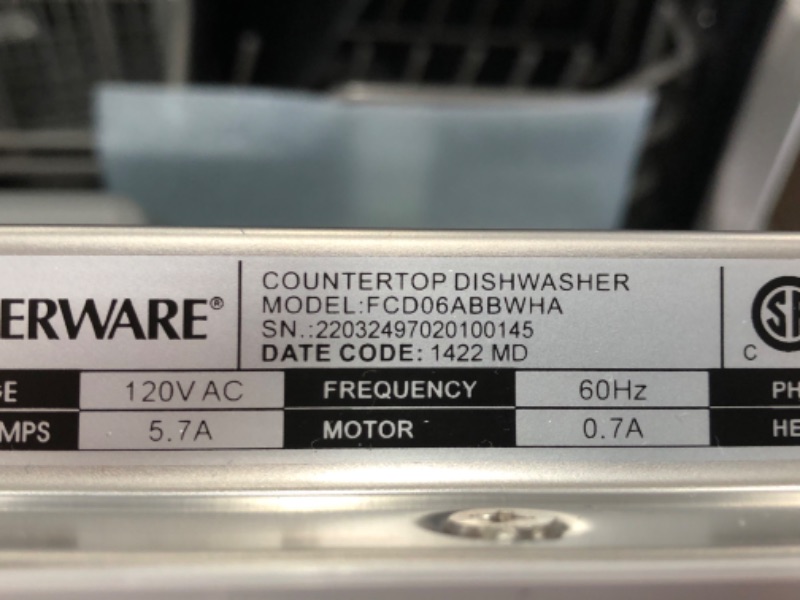 ERWARE®
COUNTERTOP DISHWASHER
MODEL:FCD06ABBWHA
SN.:22032497020100145
DATE CODE: 1422 MD
SA
C
GE 120V AC FREQUENCY 60Hz PH
MPS 5.7A MOTOR 0.7A HE